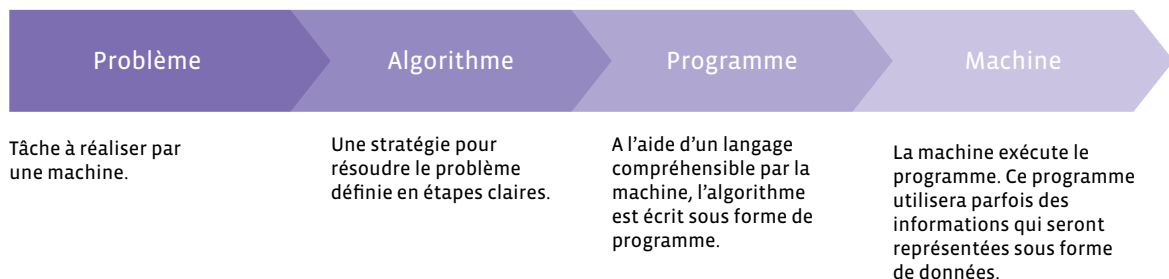 Problème
Algorithme
Programme
Machine
Tâche à réaliser par
une machine.
Une stratégie pour
résoudre le problème
définie en étapes claires.
A l’aide d’un langage
compréhensible par la
machine, l’algorithme
est écrit sous forme de
programme.
La machine exécute le
programme. Ce programme
utilisera parfois des
informations qui seront
représentées sous forme
de données.